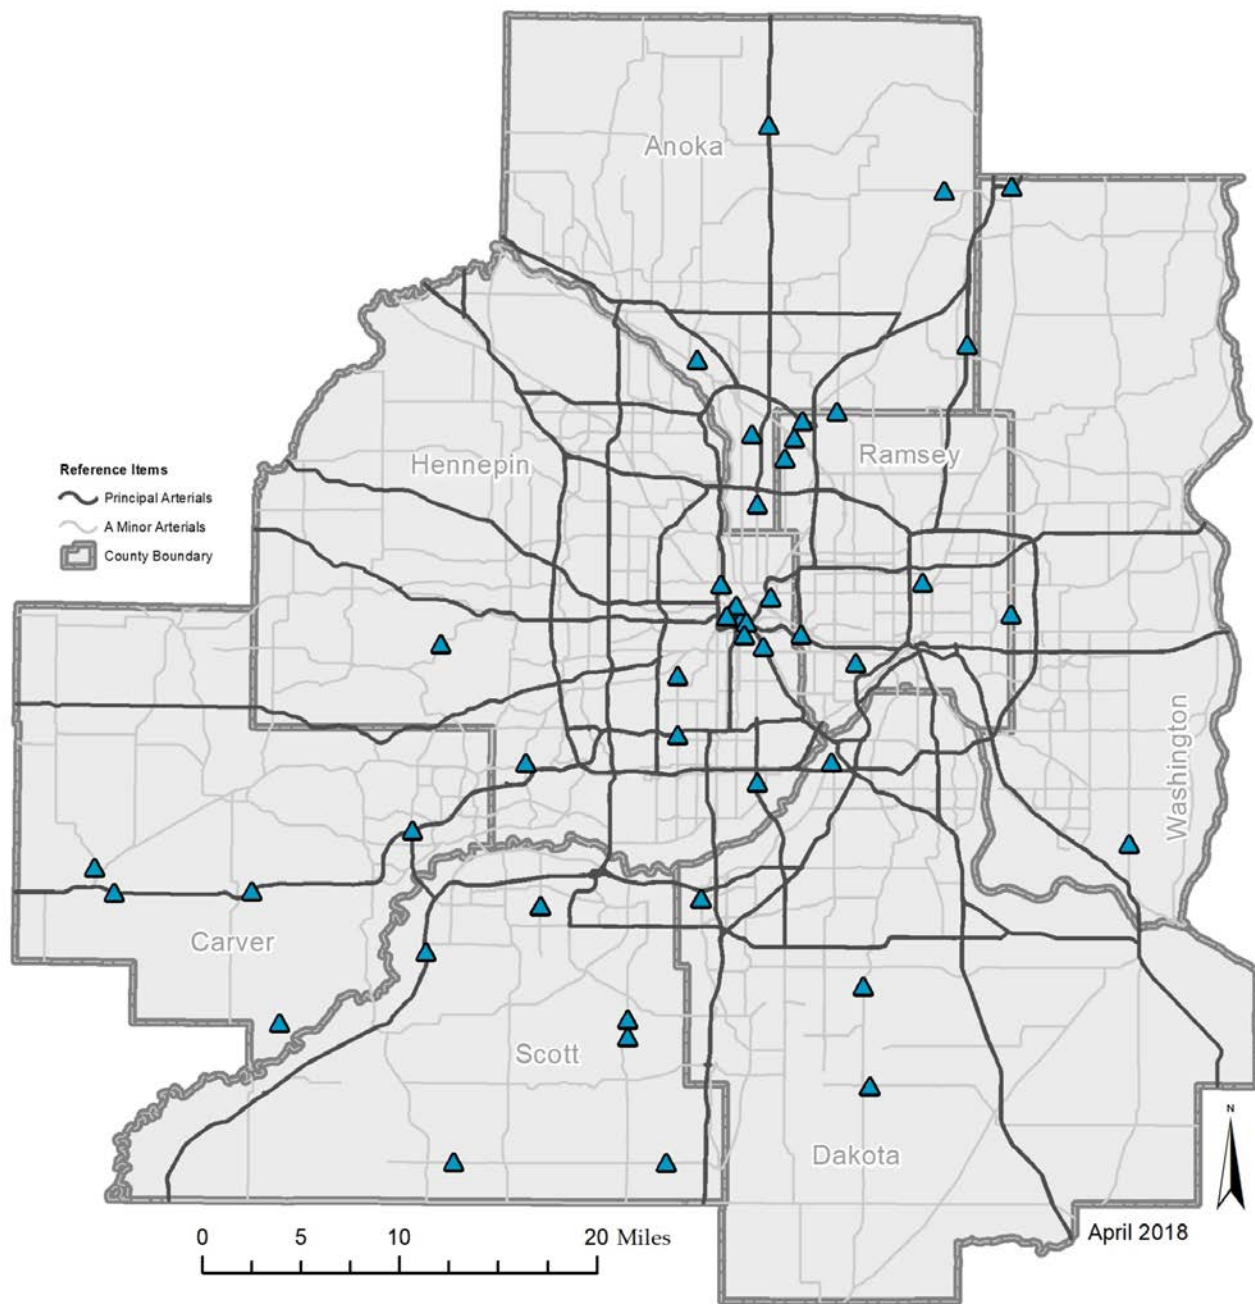 Anoka
Ramsey
Hennepin
Reference Items
Principal Arterials
A Minor Arterials
County Boundary
Washington
Carver
Scott
Dakota
N
April 2018
0 5 10 20 Miles